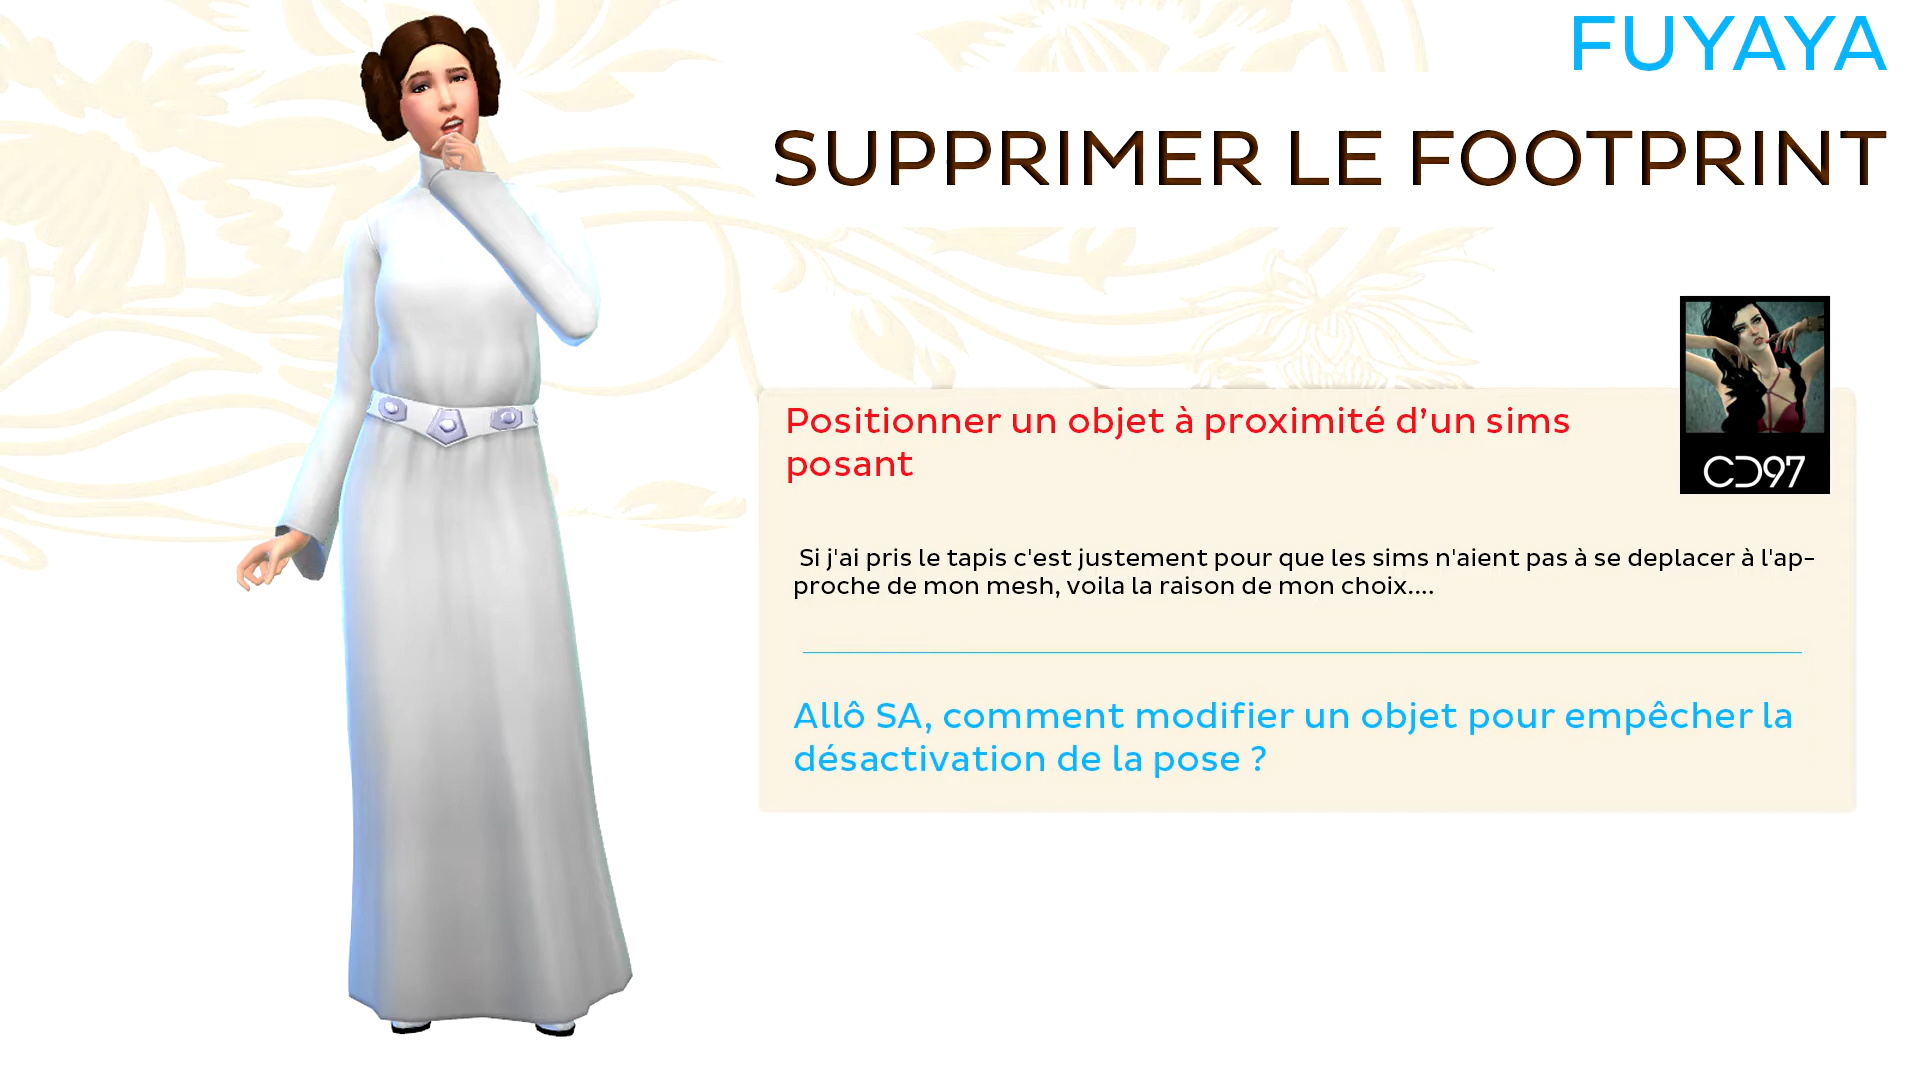 FUYAYA
SUPPRIMER LE FOOTPRINT
Positionner un objet à proximité d’un sims
posant
CD97
Si j'ai pris le tapis c'est justement pour que les sims n'aient pas à se deplacer à l'ap-
proche de mon mesh, voila la raison de mon choix....
Allô SA, comment modifier un objet pour empêcher la
désactivation de la pose ?